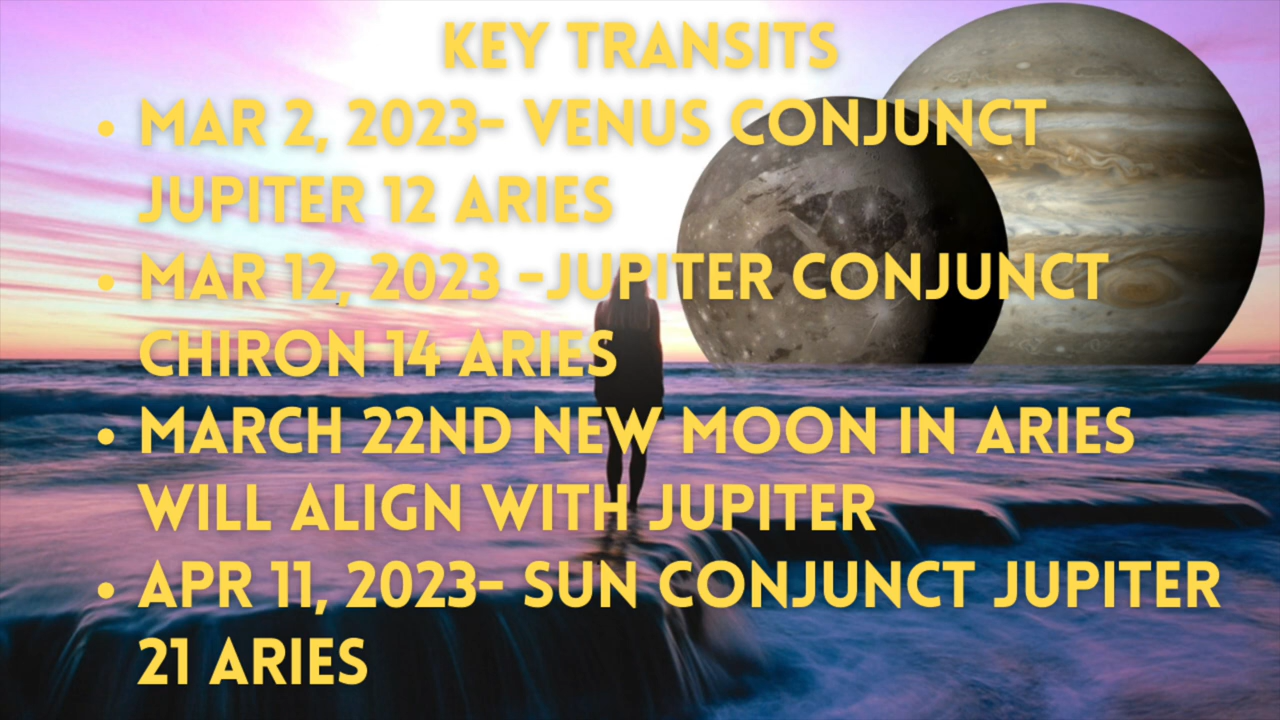 KEY TRANSITS
• MAR 2, 2023- VENUS CONJUNCT
JUPITER 12 ARIES
• MAR 12, 2023 -JUPITER CONJUNCT
CHIRON 14 ARIES
• MARCH 22ND NEW MOON IN ARIES
WILL ALIGN WITH JUPITER
• APR 11, 2023- SUN CONJUNCT JUPITER
21 ARIES